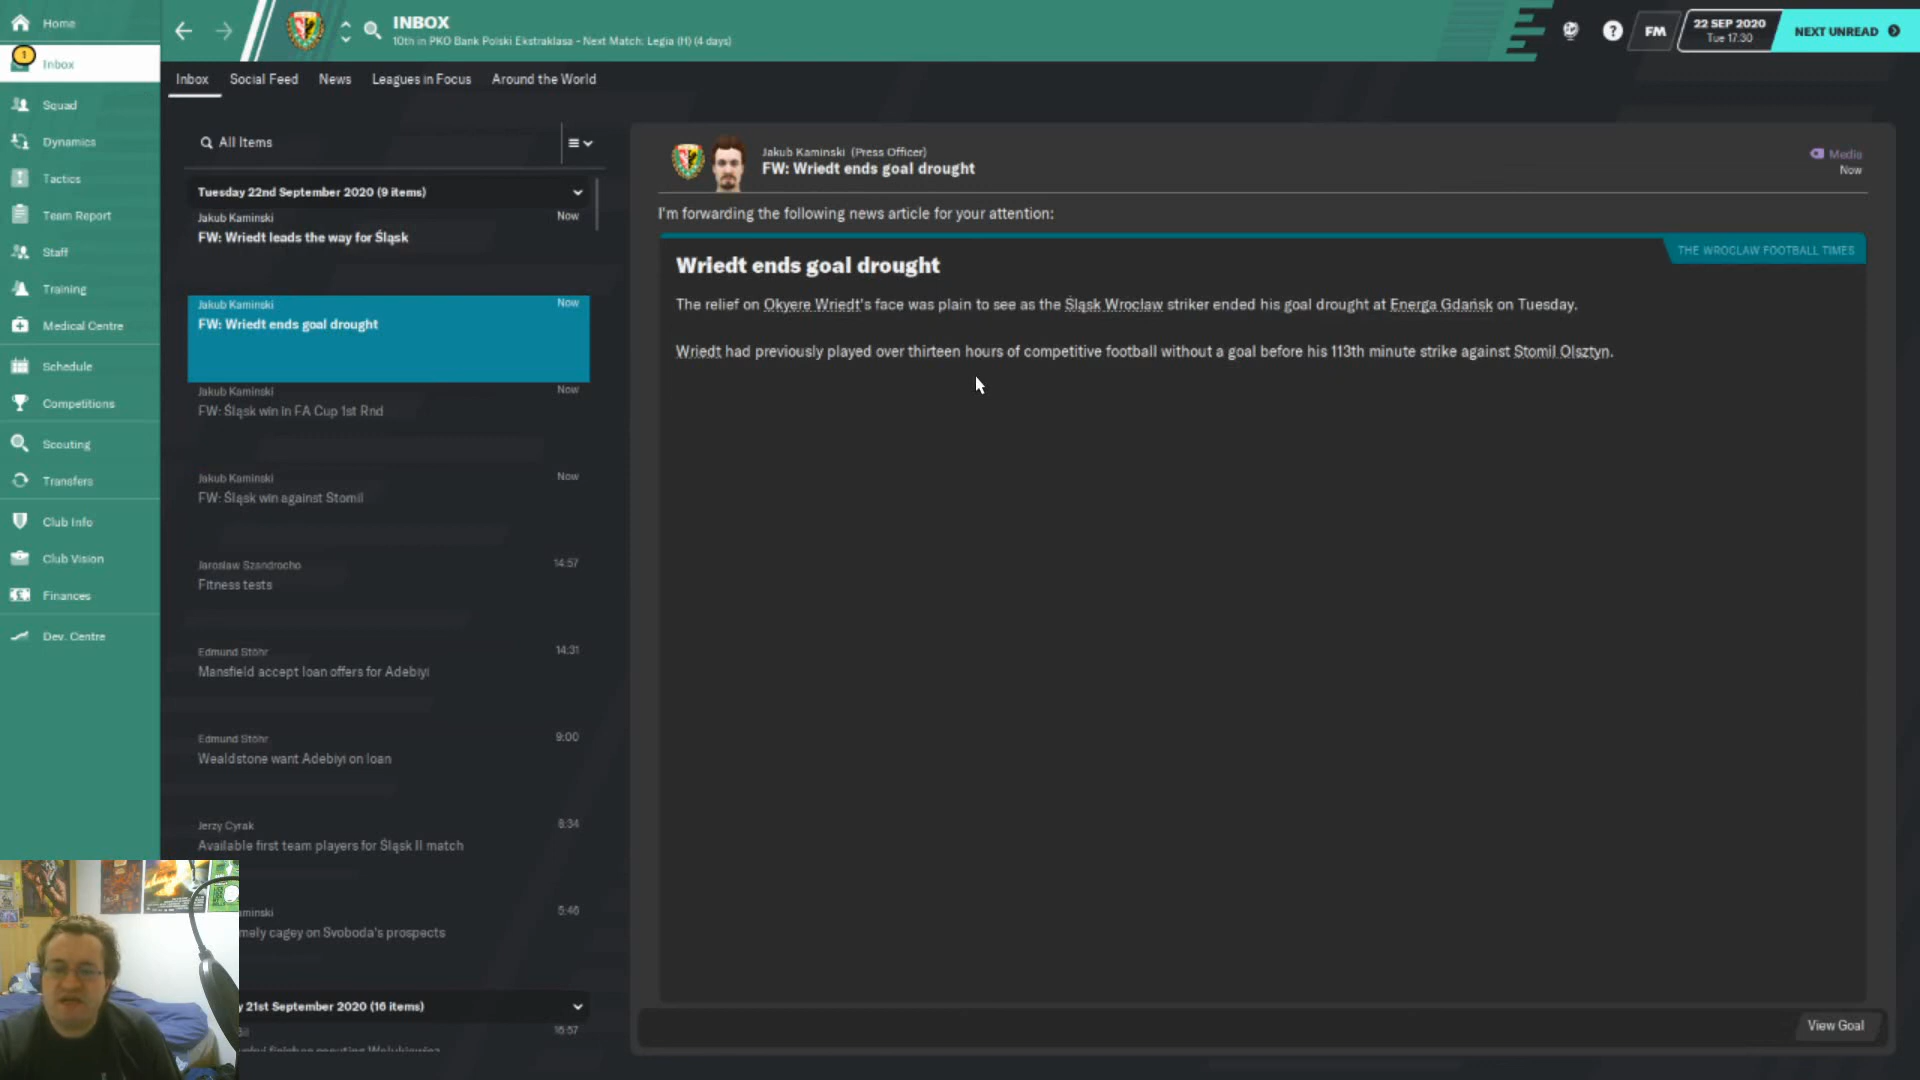 Home
Inbox
1
Squad
Dynamics
Tactics
Team Report
Staff
Training
Medical Centre
Schedule
Competitions
Scouting
Transfers
Club Info
Club Vision
Finances
Dev. Centre
INBOX
10th in PKO Bank Polski Ekstraklasa - Next Match: Legia (H) (4 days)
FM
22 SEP 2020
Tue 17:30
NEXT UNREAD
Inbox Social Feed News Leagues in Focus Around the World
All Items
Tuesday 22nd September 2020 (9 items)
Jakub Kaminski Now
FW: Wriedt leads the way for Śląsk
Jakub Kaminski Now
FW: Wriedt ends goal drought
Jakub Kaminski Now
FW: Śląsk win in FA Cup 1st Rnd
Jakub Kaminski Now
FW: Śląsk win against Stomil
Jaroslaw Szandrocho 14:57
Fitness tests
Edmund Stöhr 14:31
Mansfield accept loan offers for Adebiyi
Edmund Stöhr 9:00
Wealdstone want Adebiyi on loan
Jerzy Cyrak 8:34
Available first team players for Śląsk II match
aminski 5:46
mely cagey on Svoboda's prospects
y 21st September 2020 (16 items)
16:57
Jakub Kaminski (Press Officer)
FW: Wriedt ends goal drought
Media
Now
I'm forwarding the following news article for your attention:
THE WROCLAW FOOTBALL TIMES
Wriedt ends goal drought
The relief on Okyere Wriedt's face was plain to see as the Śląsk Wrocław striker ended his goal drought at Energa Gdańsk on Tuesday.
Wriedt had previously played over thirteen hours of competitive football without a goal before his 113th minute strike against Stomil Olsztyn.
View Goal